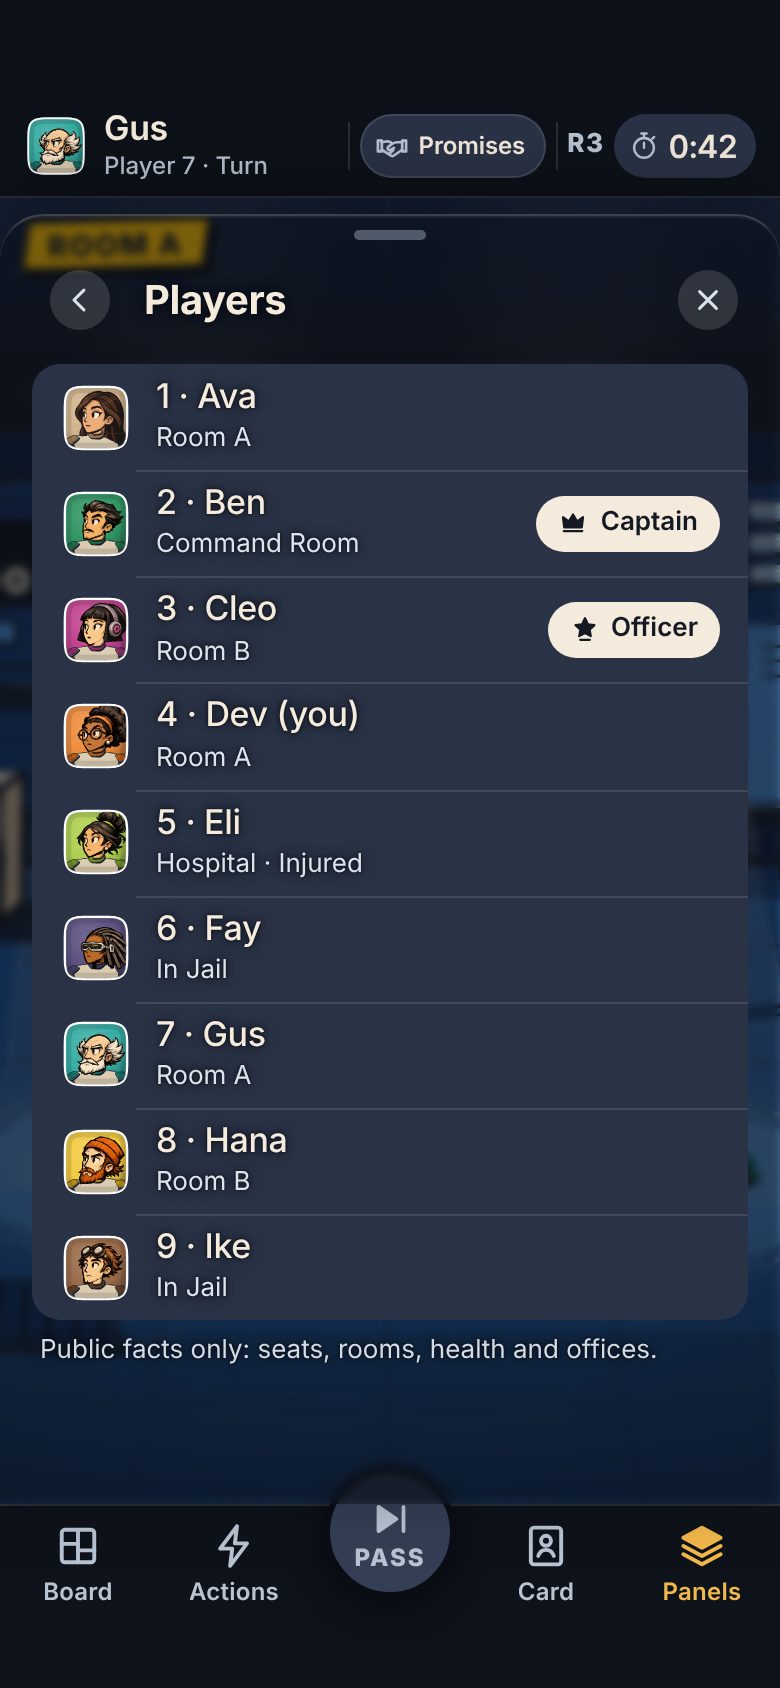 Gus
Player 7 · Turn
Promises
R3
0:42
ROOM A
Players
1 · Ava
Room A
2 · Ben
Command Room
Captain
3 · Cleo
Room B
Officer
4 · Dev (you)
Room A
5 · Eli
Hospital · Injured
6 · Fay
In Jail
7 · Gus
Room A
8 · Hana
Room B
9 · Ike
In Jail
Public facts only: seats, rooms, health and offices.
Board
Actions
PASS
Card
Panels